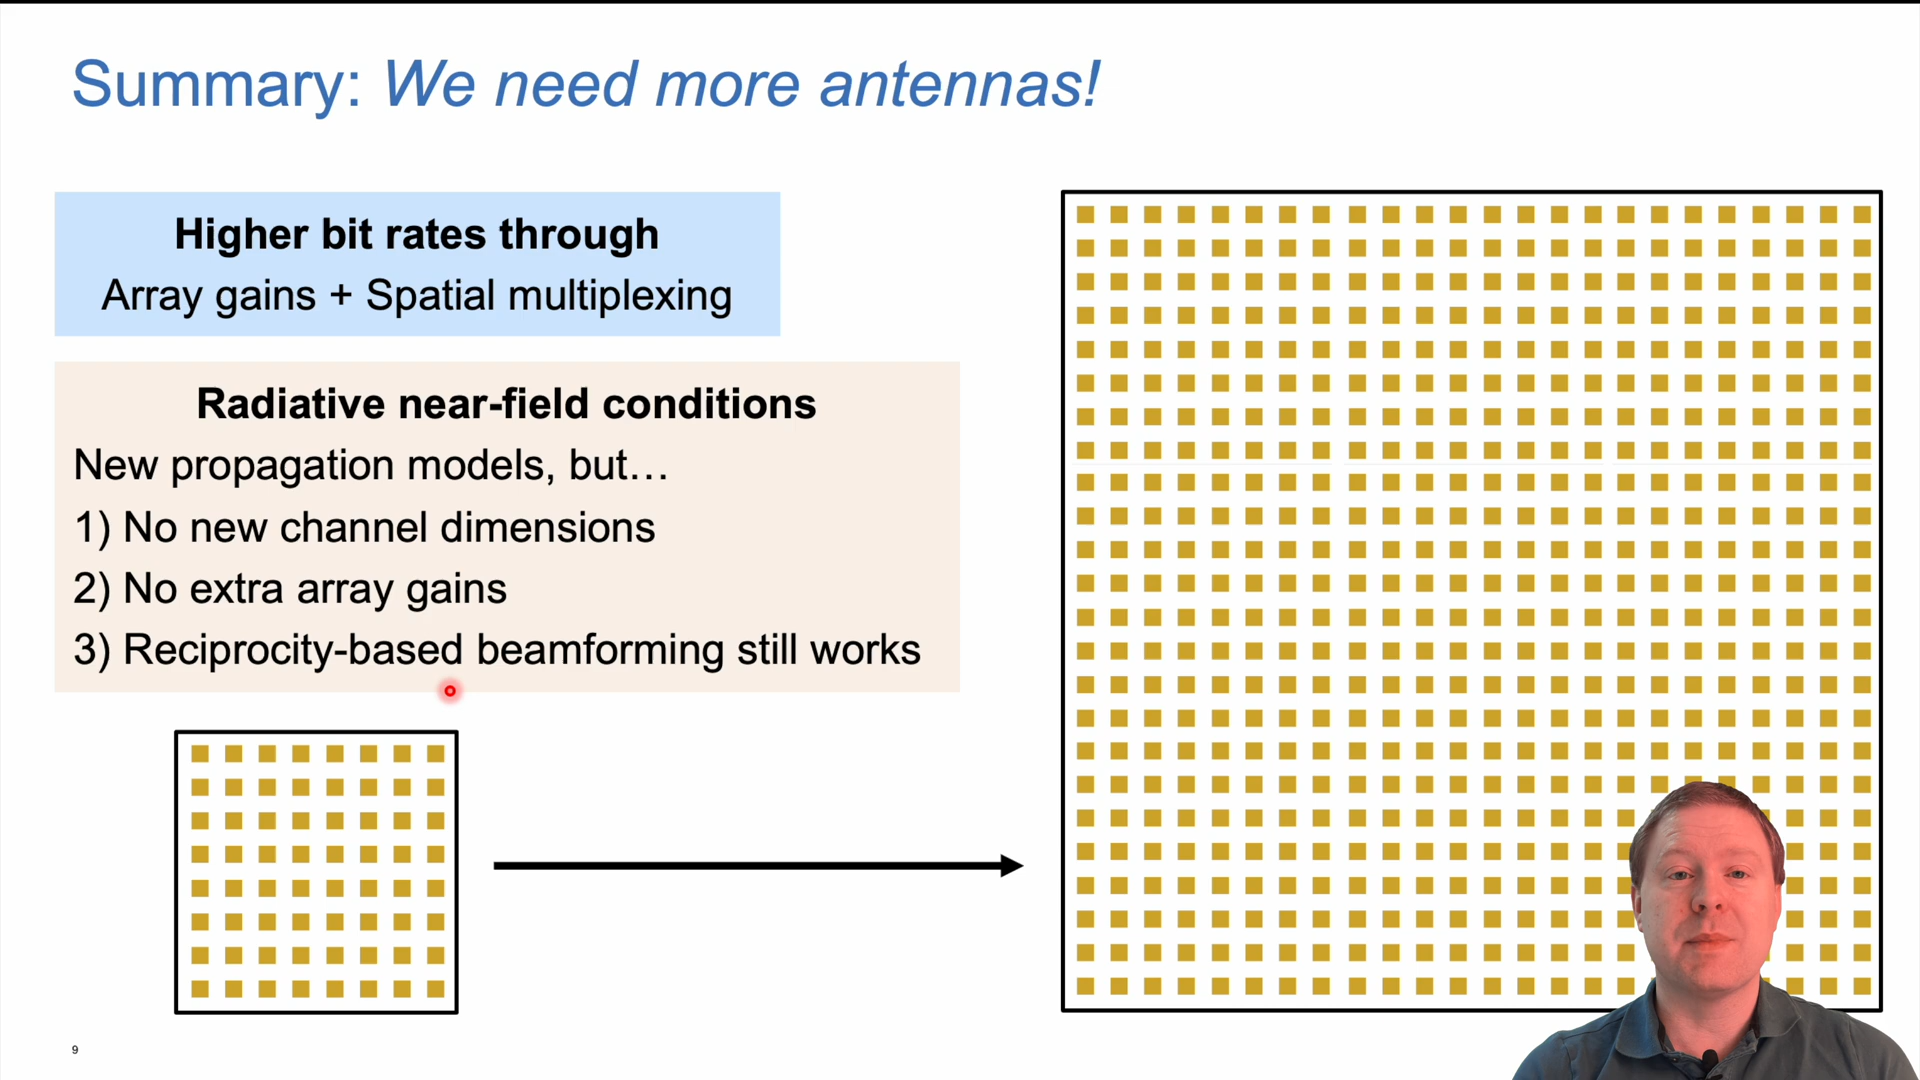 Summary: We need more antennas!
Higher bit rates through
Array gains + Spatial multiplexing
Radiative near-field conditions
New propagation models, but…
1) No new channel dimensions
2) No extra array gains
3) Reciprocity-based beamforming still works
9